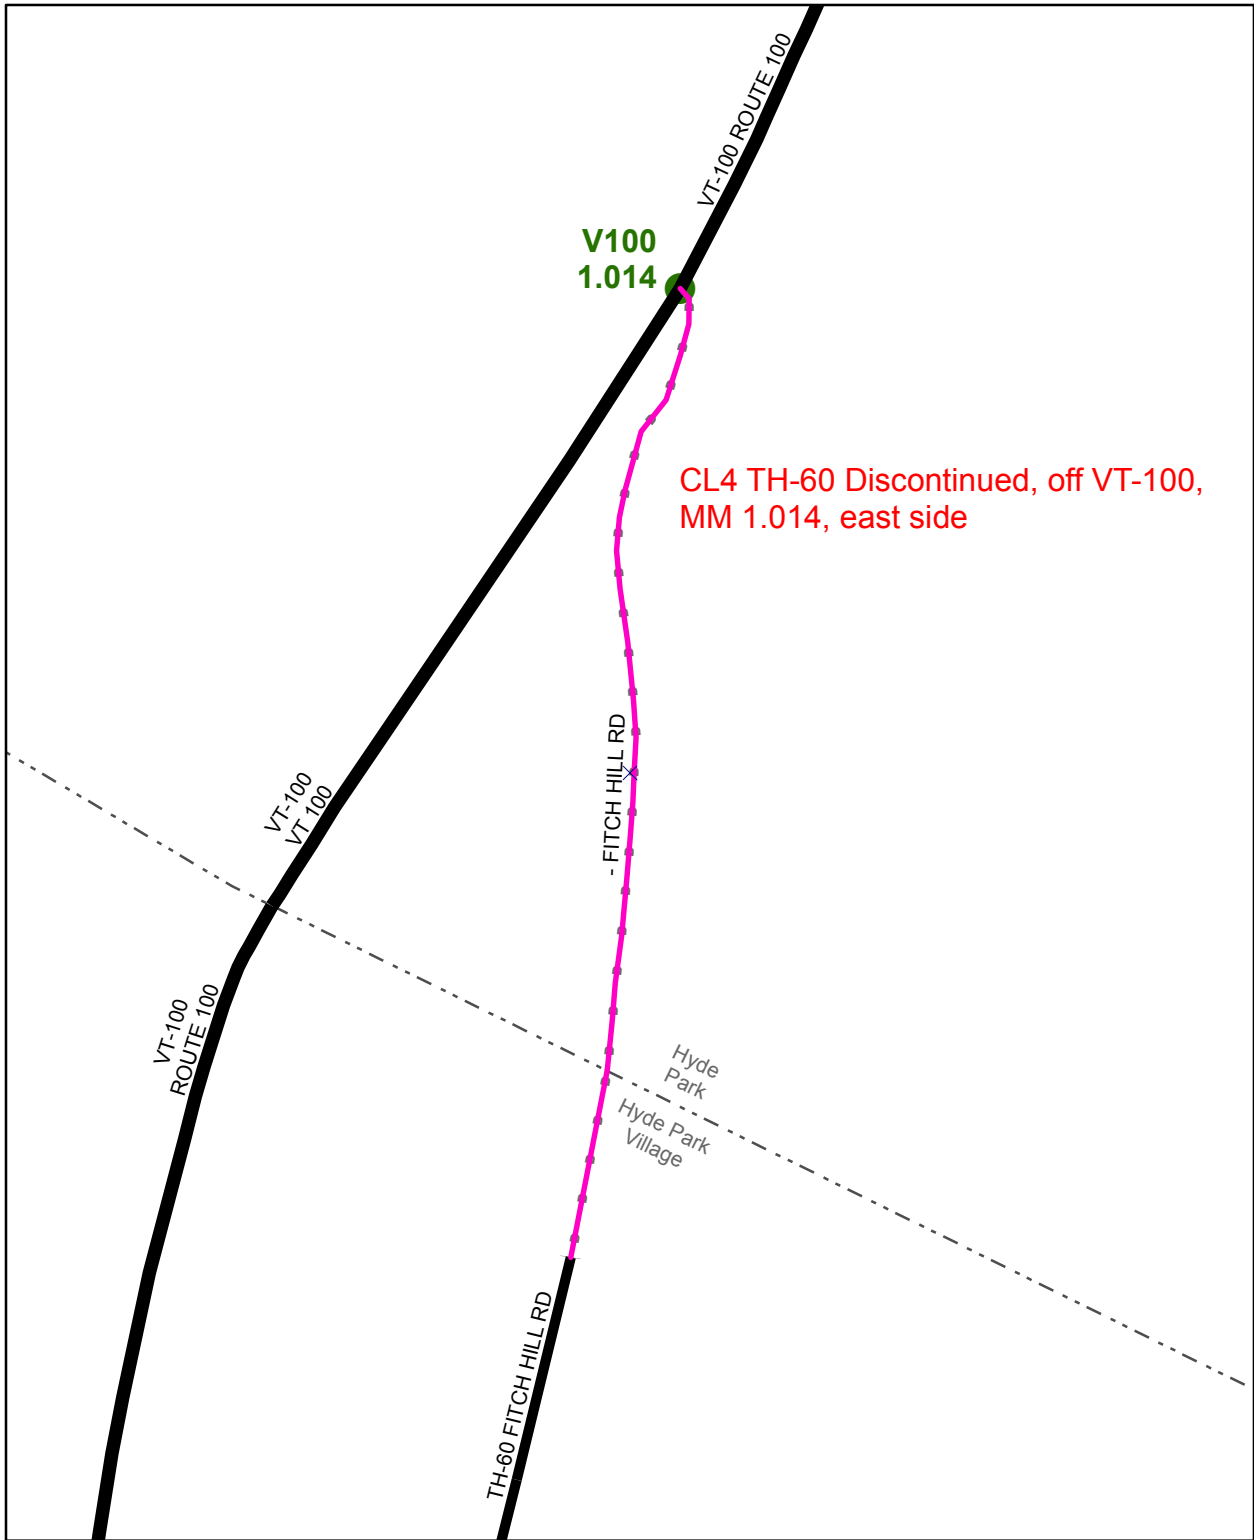 VT-100 ROUTE 100
V100
1.014
CL4 TH-60 Discontinued, off VT-100,
MM 1.014, east side
- FITCH HILL RD
VT-100
VT 100
VT-100
ROUTE 100
Hyde
Park
Hyde Park
Village
TH-60 FITCH HILL RD